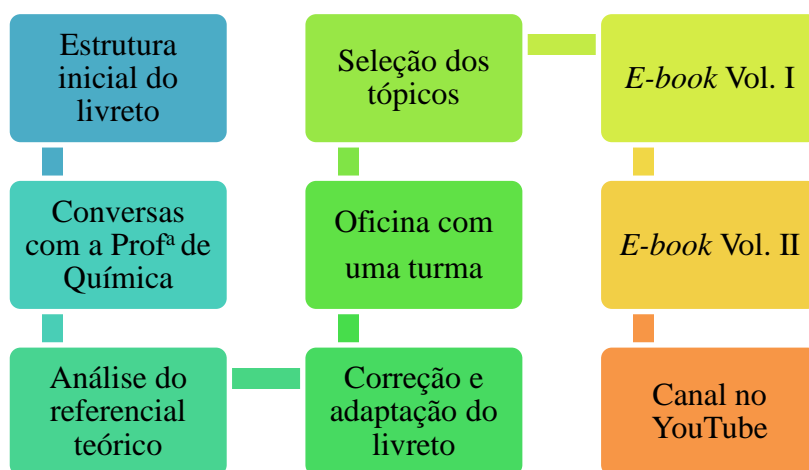 Estrutura
inicial do
livreto
Conversas
com a Profª de
Química
Análise do
referencial
teórico
Correção e
adaptação do
livreto
Oficina com
uma turma
Seleção dos
tópicos
E-book Vol. I
E-book Vol. II
Canal no
YouTube